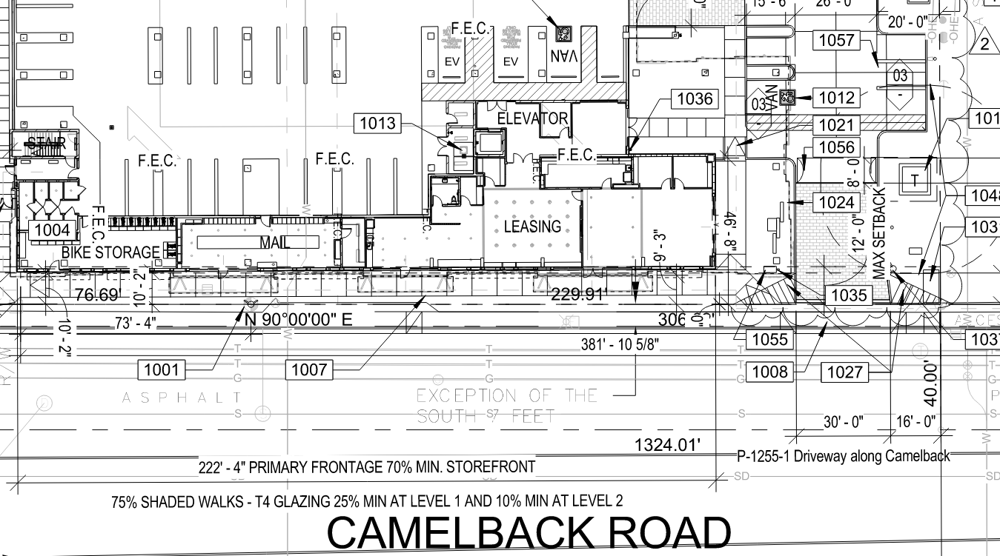 15' - 6"
26' - 0"
20' - 0"
F.E.C.
EV
EV
VAN
1057
2
03
-
1036
03
VAN
1012
1013
ELEVATOR
1021
STAIR
1056
F.E.C.
F.E.C.
F.E.C.
8' - 0
T
1024
F.E.C.
1004
BIKE STORAGE
MAIL
LEASING
9' - 3"
46' - 8"
12' - 0"
MAX SETBACK
76.69'
10' - 2"
229.91'
1035
73' - 4"
N 90°00'00" E
306
10' - 2"
381' - 10 5/8"
1055
1001
1007
1008
1027
ASPHALT
EXCEPTION OF THE
SOUTH 7 FEET
40.00'
30' - 0"
16' - 0"
1324.01'
P-1255-1 Driveway along Camelback
222' - 4" PRIMARY FRONTAGE 70% MIN. STOREFRONT
SD
SD
75% SHADED WALKS - T4 GLAZING 25% MIN AT LEVEL 1 AND 10% MIN AT LEVEL 2
CAMELBACK ROAD